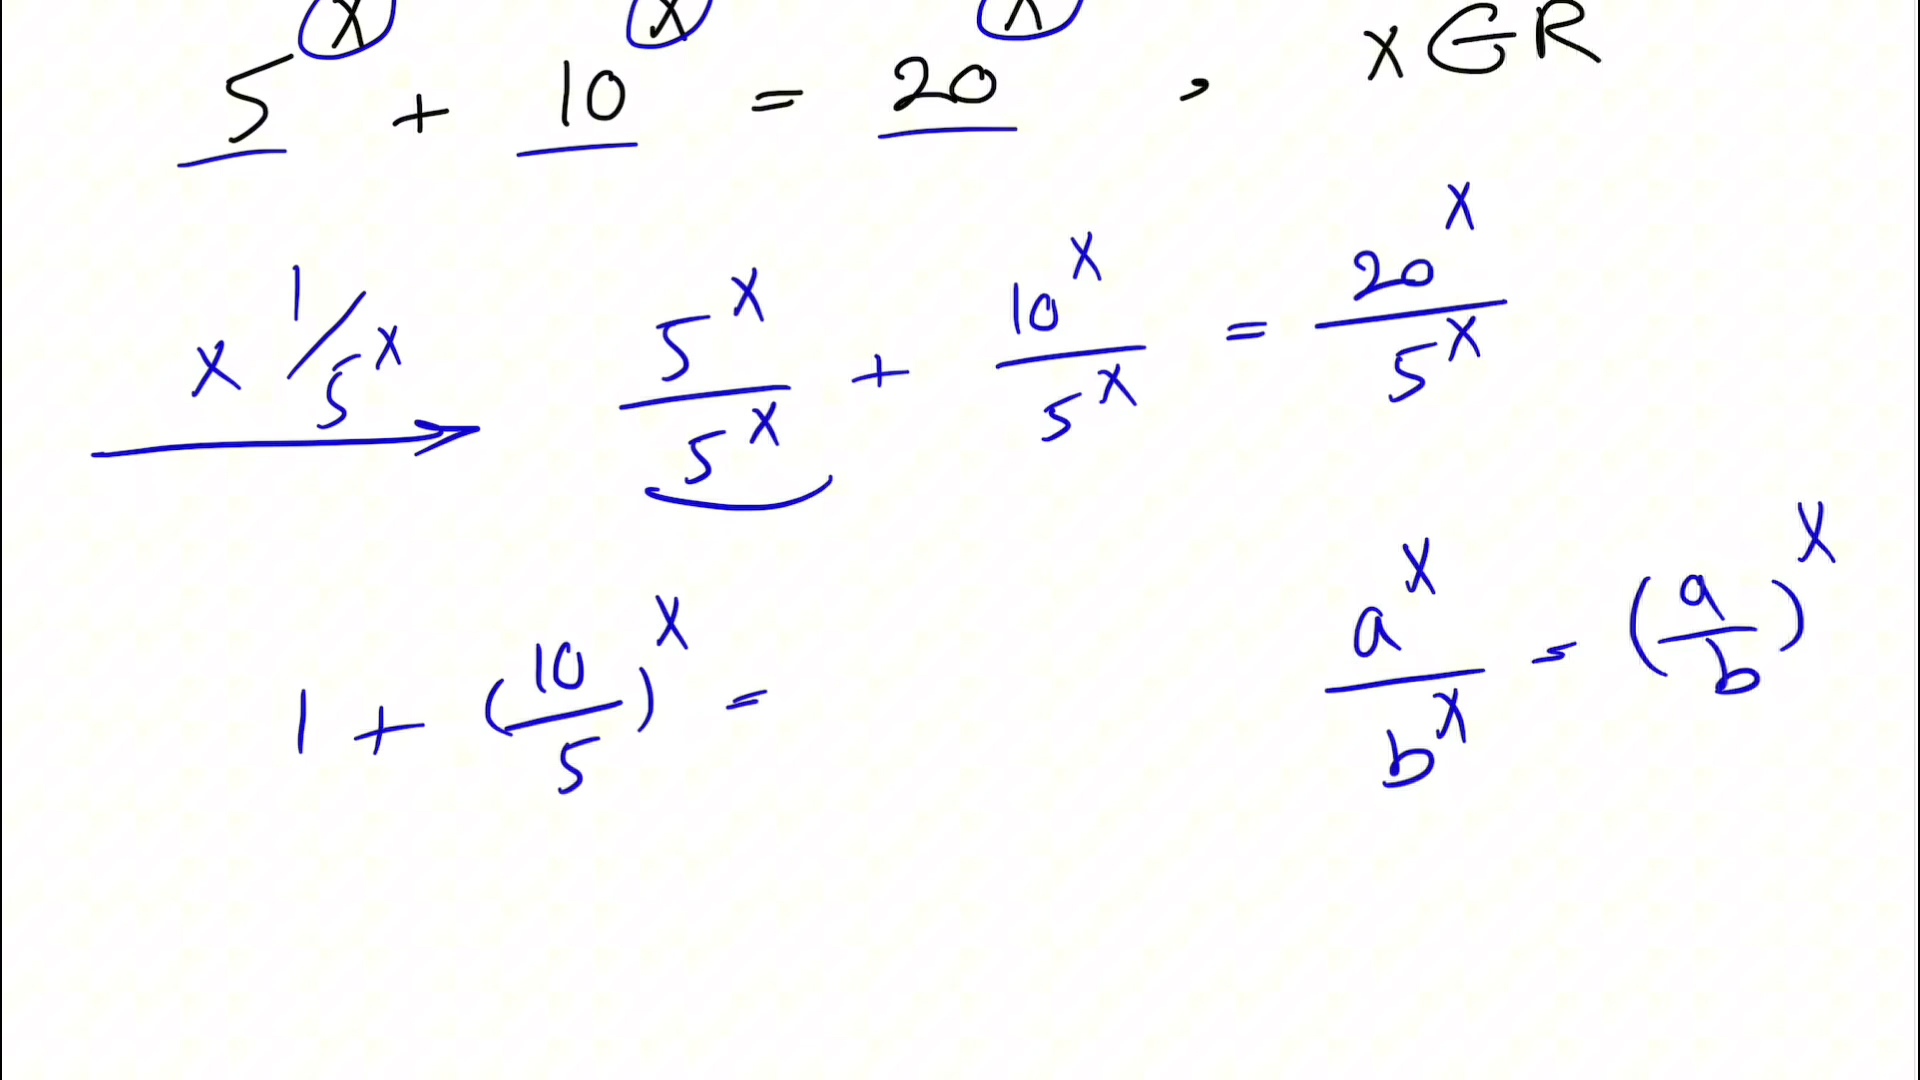 5^x + 10^x = 20^x , x ∈ R
x 1/5^x → 5^x/5^x + 10^x/5^x = 20^x/5^x
1 + (10/5)^x =
a^x/b^x = (a/b)^x